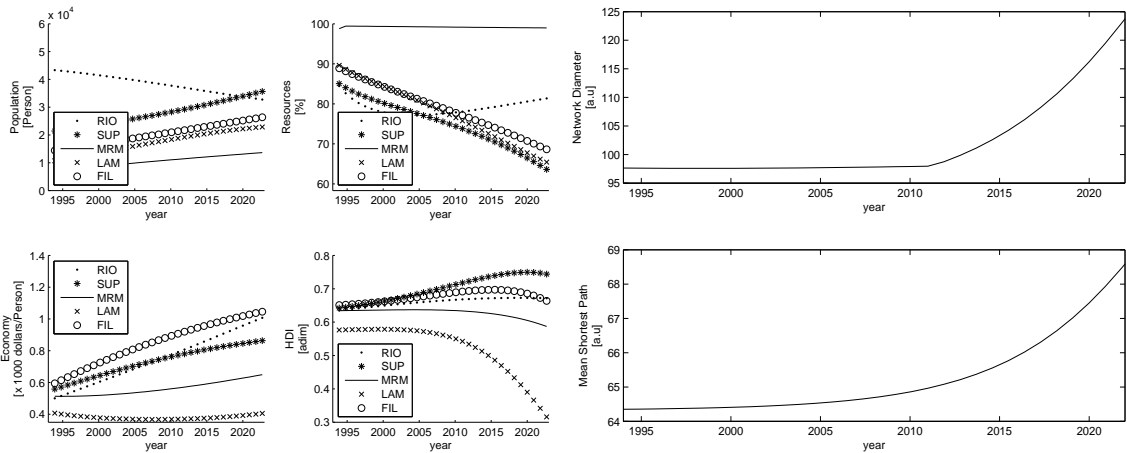 x 10^4
6
5
4
3
2
1
0
Population
[Person]
RIO
SUP
MRM
LAM
FIL
1995 2000 2005 2010 2015 2020
year
100
90
80
70
60
Resources
[%]
RIO
SUP
MRM
LAM
FIL
1995 2000 2005 2010 2015 2020
year
125
120
115
110
105
100
95
Network Diameter
[a.u]
1995 2000 2005 2010 2015 2020
year
1.4
1.2
1
0.8
0.6
0.4
Economy
[x 1000 dollars/Person]
RIO
SUP
MRM
LAM
FIL
1995 2000 2005 2010 2015 2020
year
0.8
0.7
0.6
0.5
0.4
0.3
HDI
[adim]
RIO
SUP
MRM
LAM
FIL
1995 2000 2005 2010 2015 2020
year
69
68
67
66
65
64
Mean Shortest Path
[a.u]
1995 2000 2005 2010 2015 2020
year